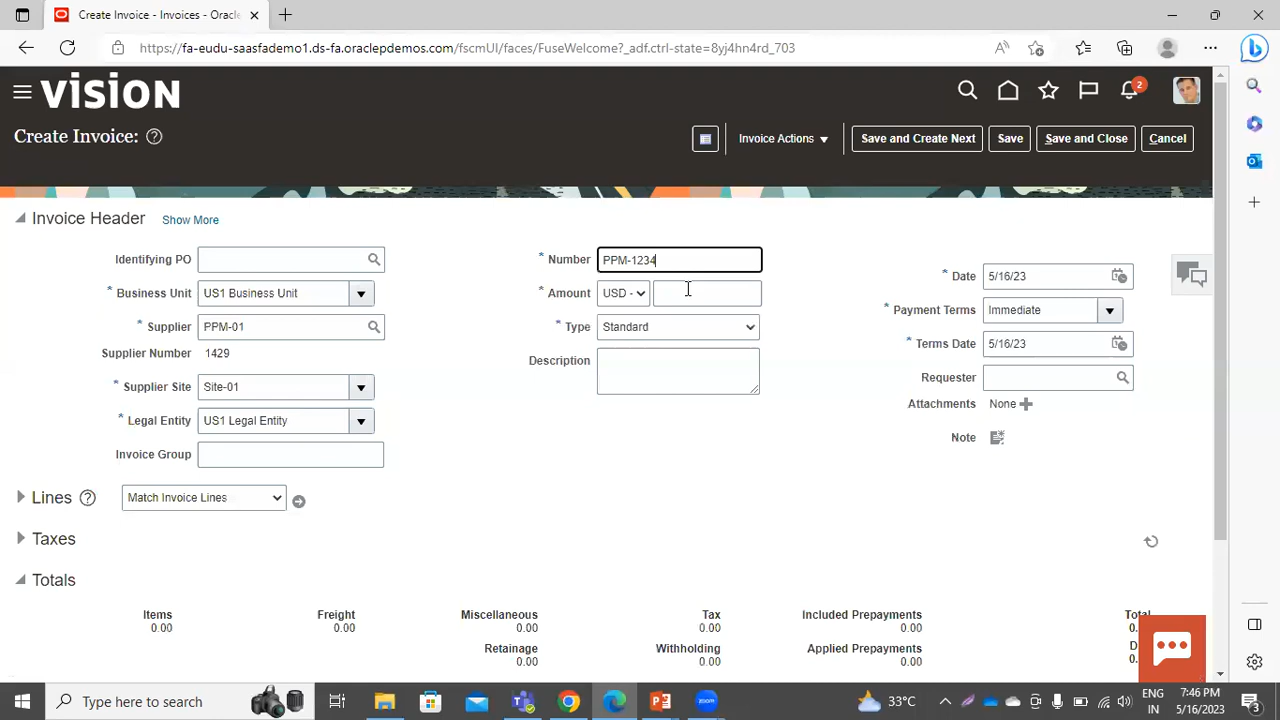 Create Invoice - Invoices - Oracle
https://fa-eudu-saasfademo1.ds-fa.oraclepdemos.com/fscmUI/faces/FuseWelcome?_adf.ctrl-state=8yj4hn4rd_703
VISION
2
Create Invoice:
Invoice Actions
Save and Create Next
Save
Save and Close
Cancel
Invoice Header Show More
Identifying PO
* Business Unit US1 Business Unit
* Supplier PPM-01
Supplier Number 1429
* Supplier Site Site-01
* Legal Entity US1 Legal Entity
Invoice Group
* Number PPM-1234
* Amount USD -
* Type Standard
Description
* Date 5/16/23
* Payment Terms Immediate
* Terms Date 5/16/23
Requester
Attachments None
Note
Lines Match Invoice Lines
Taxes
Totals
Items Freight Miscellaneous Tax Included Prepayments Total
0.00 0.00 0.00 0.00 0.00 0.
Retainage Withholding Applied Prepayments D
0.00 0.00 0.00 0.
Type here to search
33°C
ENG
IN
7:46 PM
5/16/2023
3